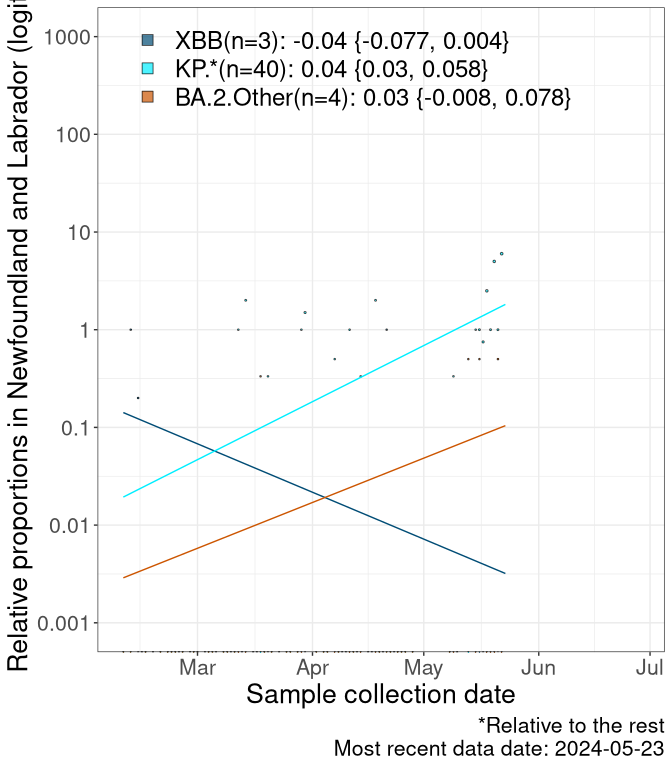 Relative proportions in Newfoundland and Labrador (logit
XBB(n=3): -0.04 {-0.077, 0.004}
KP.*(n=40): 0.04 {0.03, 0.058}
BA.2.Other(n=4): 0.03 {-0.008, 0.078}
1000
100
10
1
0.1
0.01
0.001
Mar Apr May Jun Jul
Sample collection date
*Relative to the rest
Most recent data date: 2024-05-23